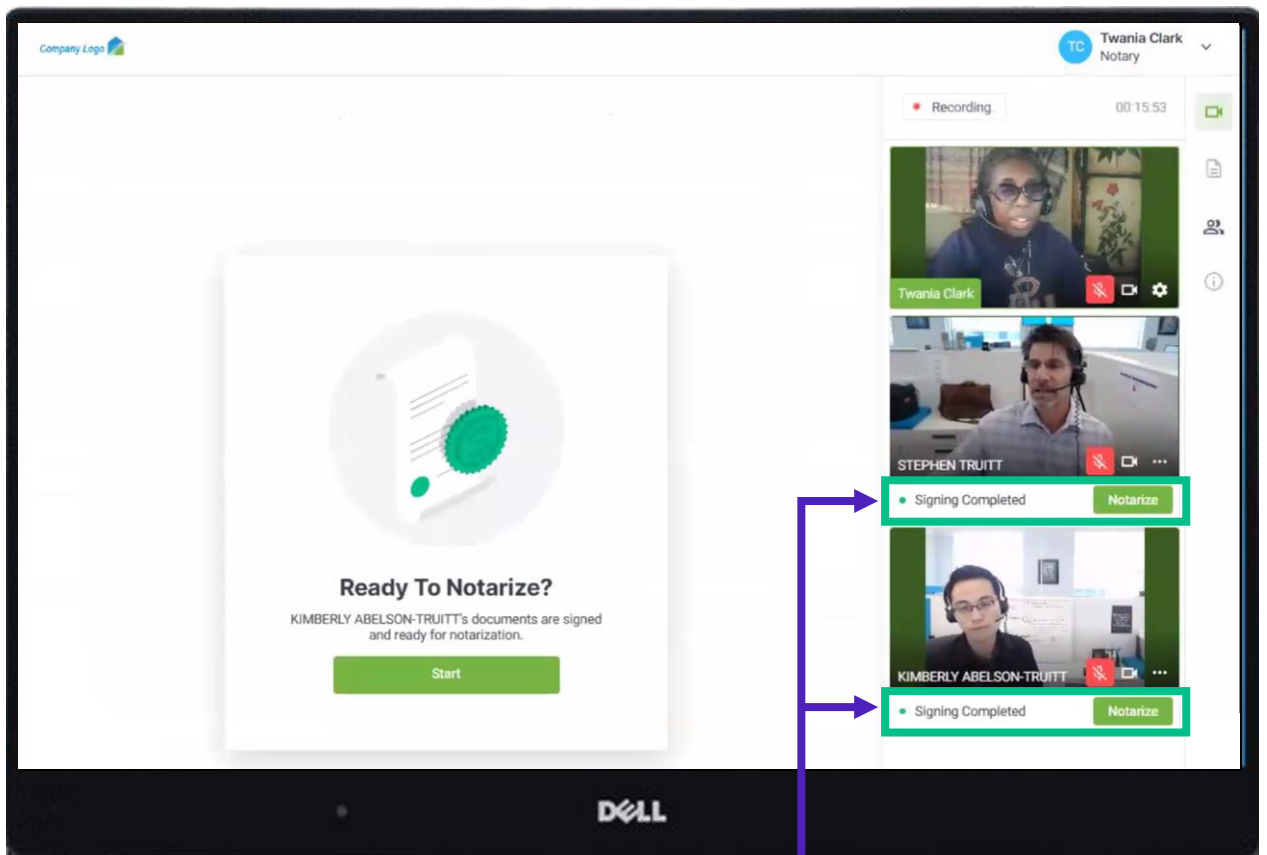 Company Logo
TC
Twania Clark
Notary
Recording
00:15:53
Twania Clark
STEPHEN TRUITT
Signing Completed
Notarize
Ready To Notarize?
KIMBERLY ABELSON-TRUITT's documents are signed
and ready for notarization.
Start
KIMBERLY ABELSON-TRUITT
Signing Completed
Notarize
DELL